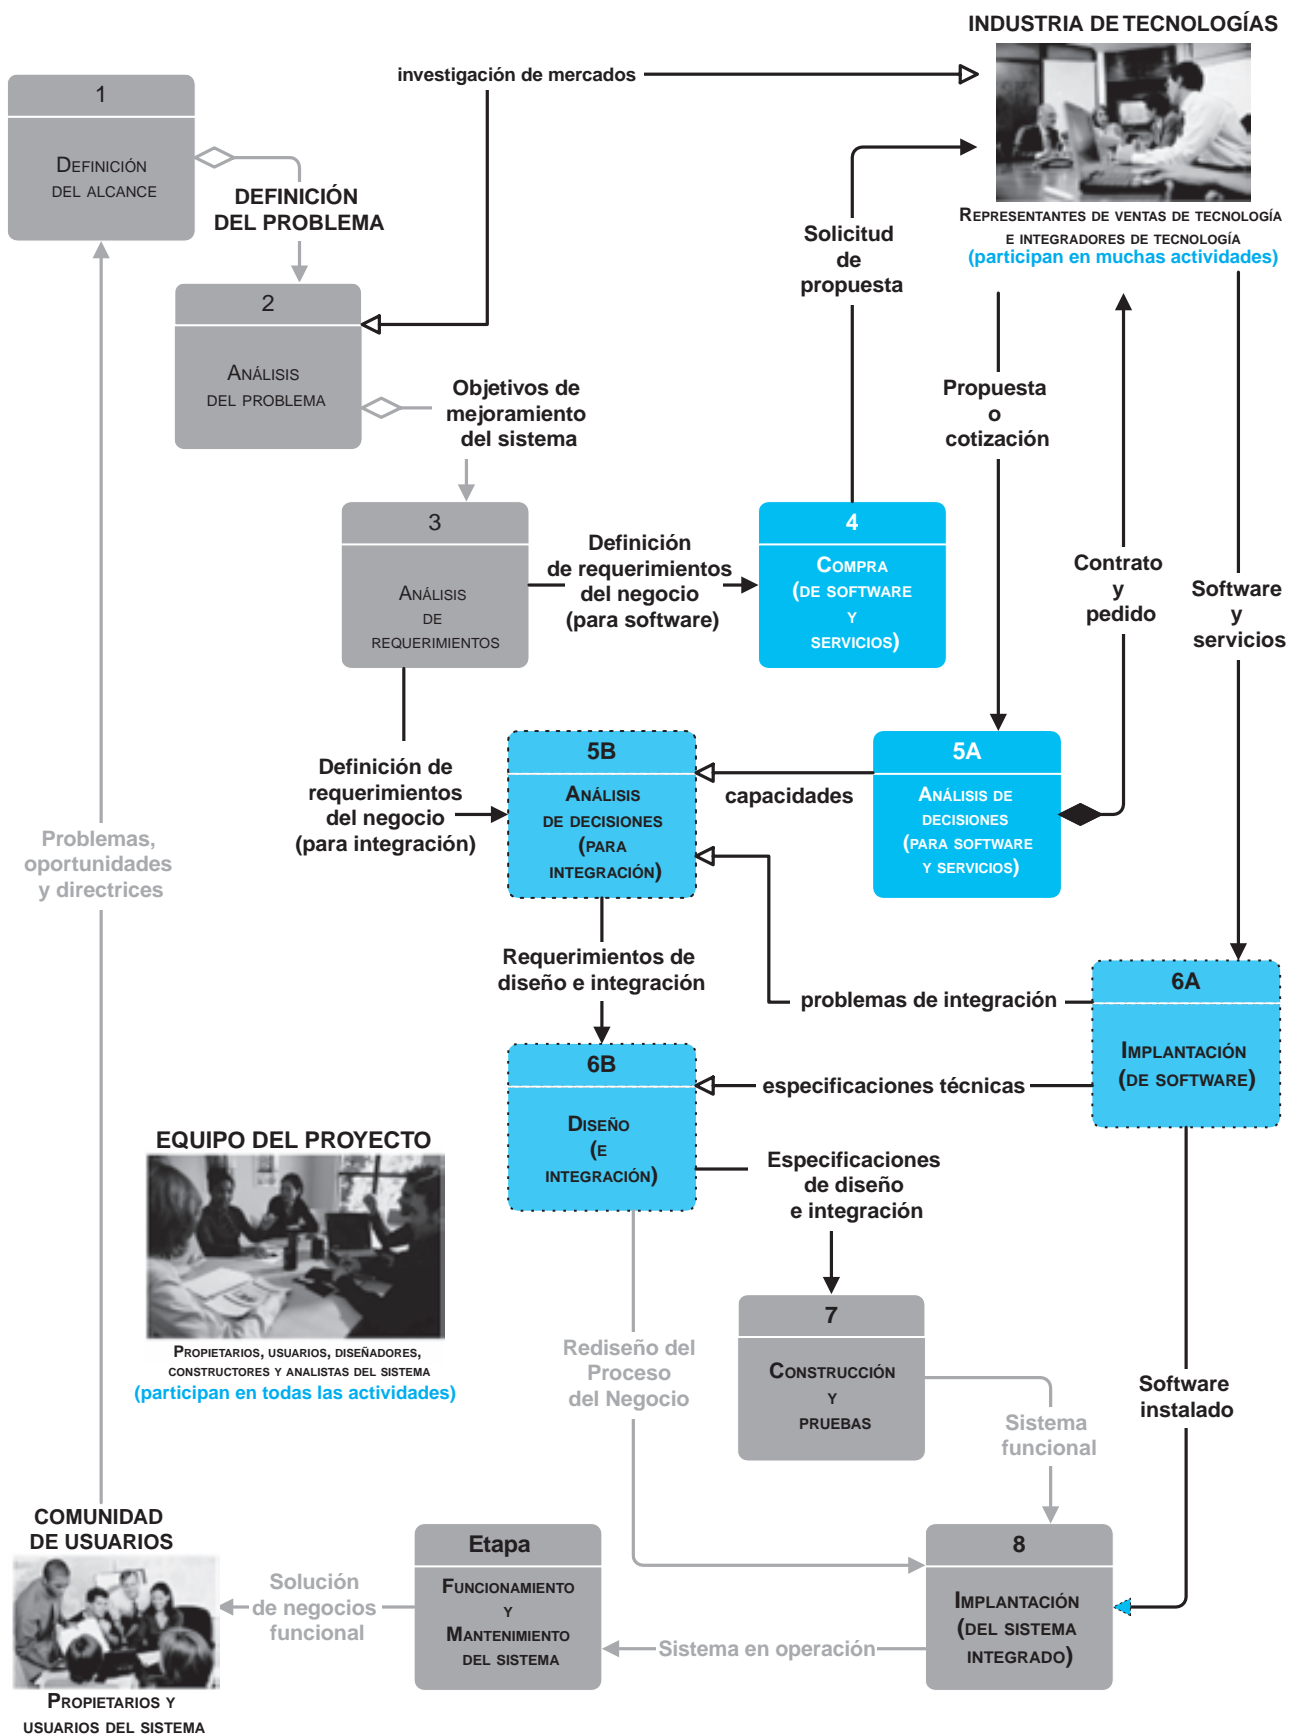 INDUSTRIA DE TECNOLOGÍAS
investigación de mercados
1
DEFINICIÓN
DEL ALCANCE
DEFINICIÓN
DEL PROBLEMA
REPRESENTANTES DE VENTAS DE TECNOLOGÍA
E INTEGRADORES DE TECNOLOGÍA
(participan en muchas actividades)
Solicitud
de
propuesta
2
ANÁLISIS
DEL PROBLEMA
Objetivos de
mejoramiento
del sistema
Propuesta
o
cotización
3
ANÁLISIS
DE
REQUERIMIENTOS
Definición
de requerimientos
del negocio
(para software)
4
COMPRA
(DE SOFTWARE
Y
SERVICIOS)
Contrato
y
pedido
Software
y
servicios
Definición de
requerimientos
del negocio
(para integración)
5B
ANÁLISIS
DE DECISIONES
(PARA
INTEGRACIÓN)
capacidades
5A
ANÁLISIS DE
DECISIONES
(PARA SOFTWARE
Y SERVICIOS)
Problemas,
oportunidades
y directrices
Requerimientos de
diseño e integración
problemas de integración
6A
IMPLANTACIÓN
(DE SOFTWARE)
6B
DISEÑO
(E
INTEGRACIÓN)
especificaciones técnicas
EQUIPO DEL PROYECTO
PROPIETARIOS, USUARIOS, DISEÑADORES,
CONSTRUCTORES Y ANALISTAS DEL SISTEMA
(participan en todas las actividades)
Especificaciones
de diseño
e integración
7
CONSTRUCCIÓN
Y
PRUEBAS
Rediseño del
Proceso
del Negocio
Sistema
funcional
Software
instalado
COMUNIDAD
DE USUARIOS
PROPIETARIOS Y
USUARIOS DEL SISTEMA
Solución
de negocios
funcional
Etapa
FUNCIONAMIENTO
Y
MANTENIMIENTO
DEL SISTEMA
Sistema en operación
8
IMPLANTACIÓN
(DEL SISTEMA
INTEGRADO)